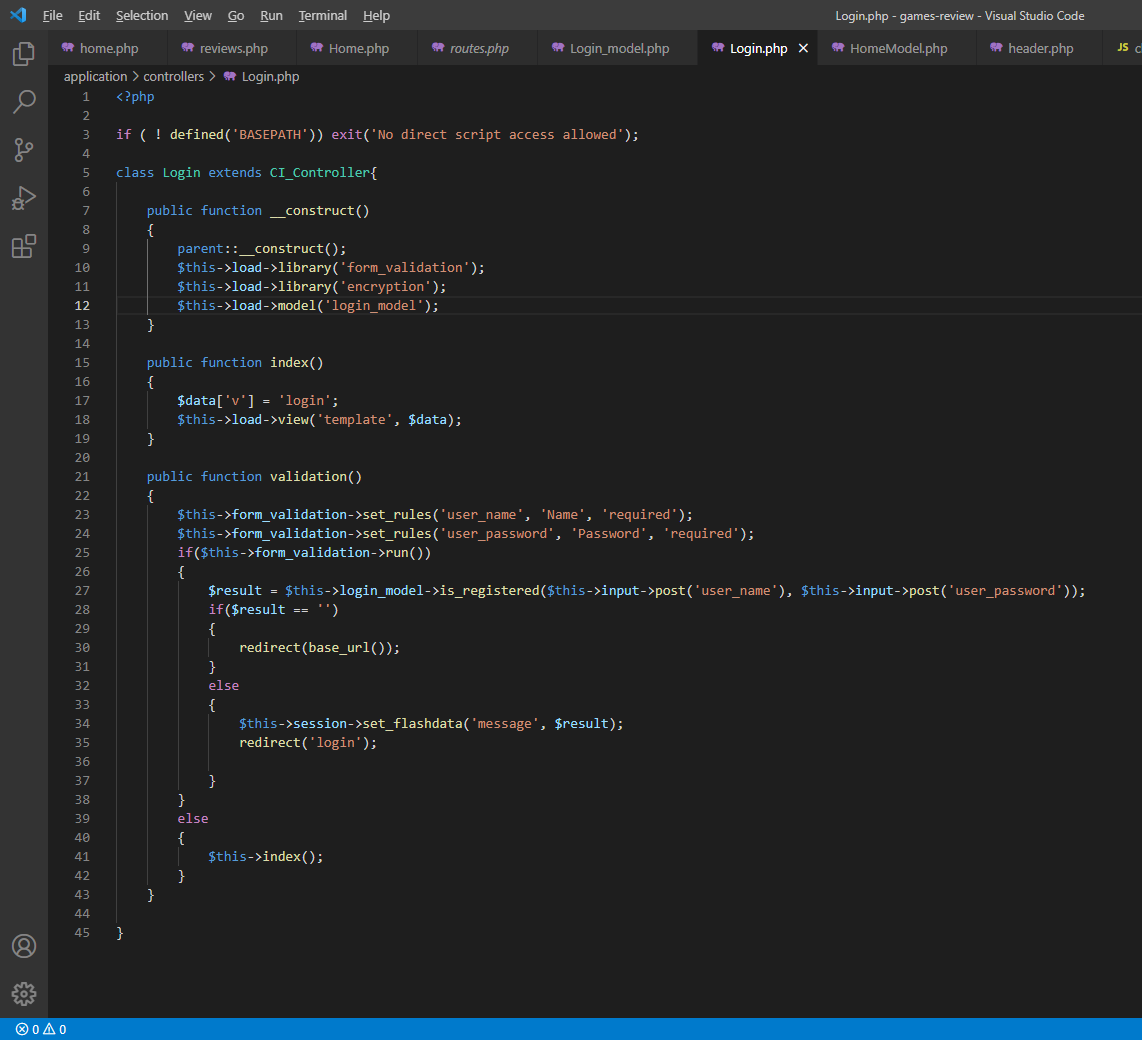 File Edit Selection View Go Run Terminal Help Login.php - games-review - Visual Studio Code
home.php reviews.php Home.php routes.php Login_model.php Login.php HomeModel.php header.php JS
application > controllers > Login.php
1 <?php
2
3 if ( ! defined('BASEPATH')) exit('No direct script access allowed');
4
5 class Login extends CI_Controller{
6
7     public function __construct()
8     {
9         parent::__construct();
10         $this->load->library('form_validation');
11         $this->load->library('encryption');
12         $this->load->model('login_model');
13     }
14
15     public function index()
16     {
17         $data['v'] = 'login';
18         $this->load->view('template', $data);
19     }
20
21     public function validation()
22     {
23         $this->form_validation->set_rules('user_name', 'Name', 'required');
24         $this->form_validation->set_rules('user_password', 'Password', 'required');
25         if($this->form_validation->run())
26         {
27             $result = $this->login_model->is_registered($this->input->post('user_name'), $this->input->post('user_password'));
28             if($result == '')
29             {
30                 redirect(base_url());
31             }
32             else
33             {
34                 $this->session->set_flashdata('message', $result);
35                 redirect('login');
36
37             }
38         }
39         else
40         {
41             $this->index();
42         }
43     }
44
45 }
0 0